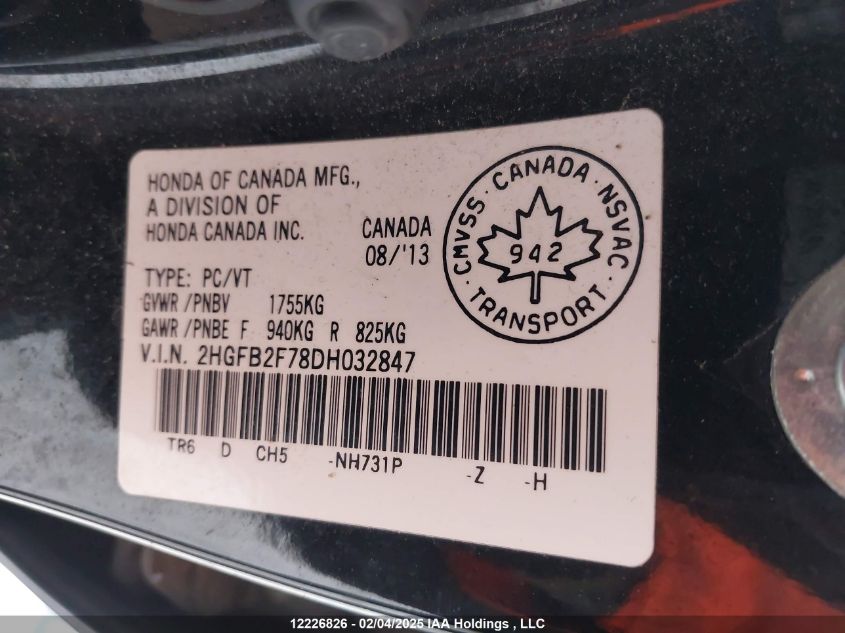 HONDA OF CANADA MFG.,
A DIVISION OF
HONDA CANADA INC.
CANADA
08/'13
CMVSS · CANADA · NSVAC
942
· TRANSPORT ·
TYPE: PC/VT
GVWR /PNBV 1755KG
GAWR /PNBE F 940KG R 825KG
V.I.N. 2HGFB2F78DH032847
TR6 D CH5 -NH731P -Z -H
12226826 - 02/04/2025 IAA Holdings , LLC